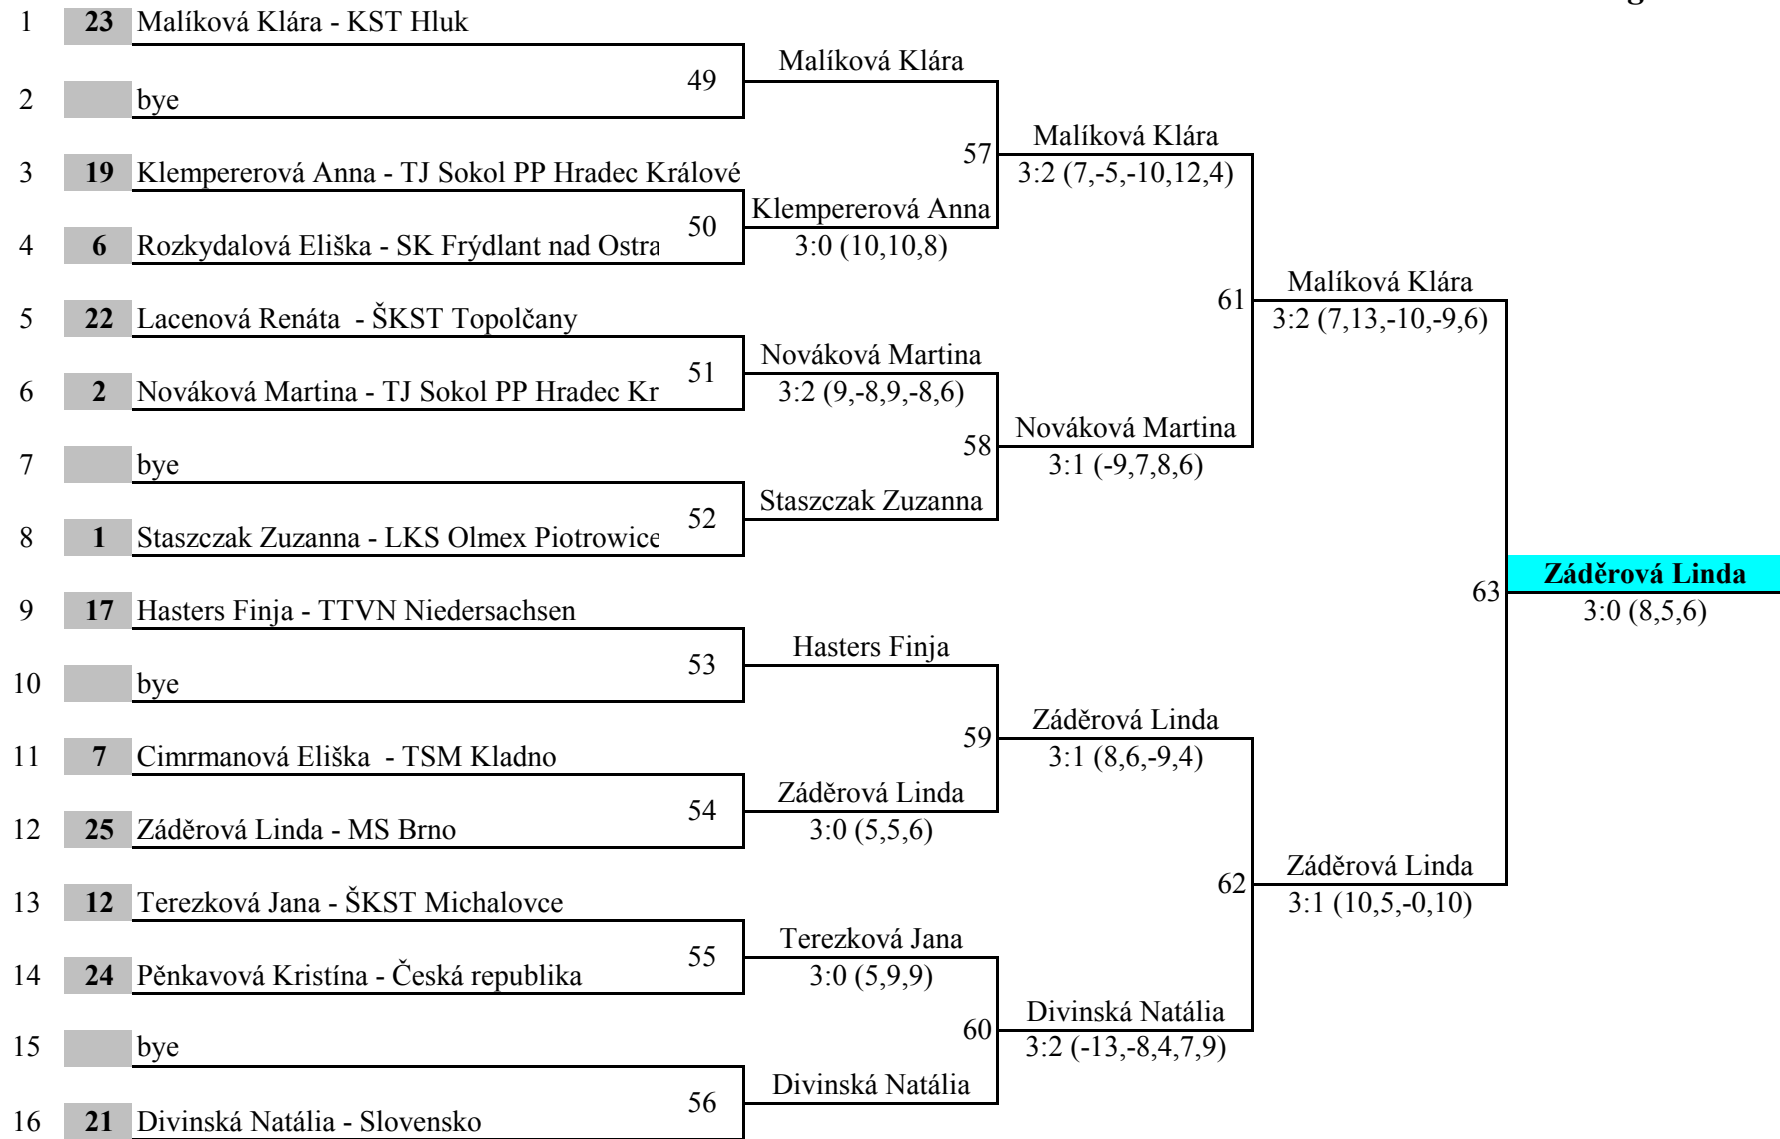 g
1 23 Malíková Klára - KST Hluk
Malíková Klára
49
2 bye
Malíková Klára
57
3 19 Klempererová Anna - TJ Sokol PP Hradec Králové
3:2 (7,-5,-10,12,4)
Klempererová Anna
50
4 6 Rozkydalová Eliška - SK Frýdlant nad Ostra
3:0 (10,10,8)
Malíková Klára
61
5 22 Lacenová Renáta - ŠKST Topolčany
3:2 (7,13,-10,-9,6)
Nováková Martina
51
6 2 Nováková Martina - TJ Sokol PP Hradec Kr
3:2 (9,-8,9,-8,6)
Nováková Martina
58
7 bye
3:1 (-9,7,8,6)
Staszczak Zuzanna
52
8 1 Staszczak Zuzanna - LKS Olmex Piotrowice
Záděrová Linda
63
9 17 Hasters Finja - TTVN Niedersachsen
3:0 (8,5,6)
Hasters Finja
53
10 bye
Záděrová Linda
59
11 7 Cimrmanová Eliška - TSM Kladno
3:1 (8,6,-9,4)
Záděrová Linda
54
12 25 Záděrová Linda - MS Brno
3:0 (5,5,6)
Záděrová Linda
62
13 12 Terezková Jana - ŠKST Michalovce
3:1 (10,5,-0,10)
Terezková Jana
55
14 24 Pěnkavová Kristína - Česká republika
3:0 (5,9,9)
Divinská Natália
60
15 bye
3:2 (-13,-8,4,7,9)
Divinská Natália
56
16 21 Divinská Natália - Slovensko